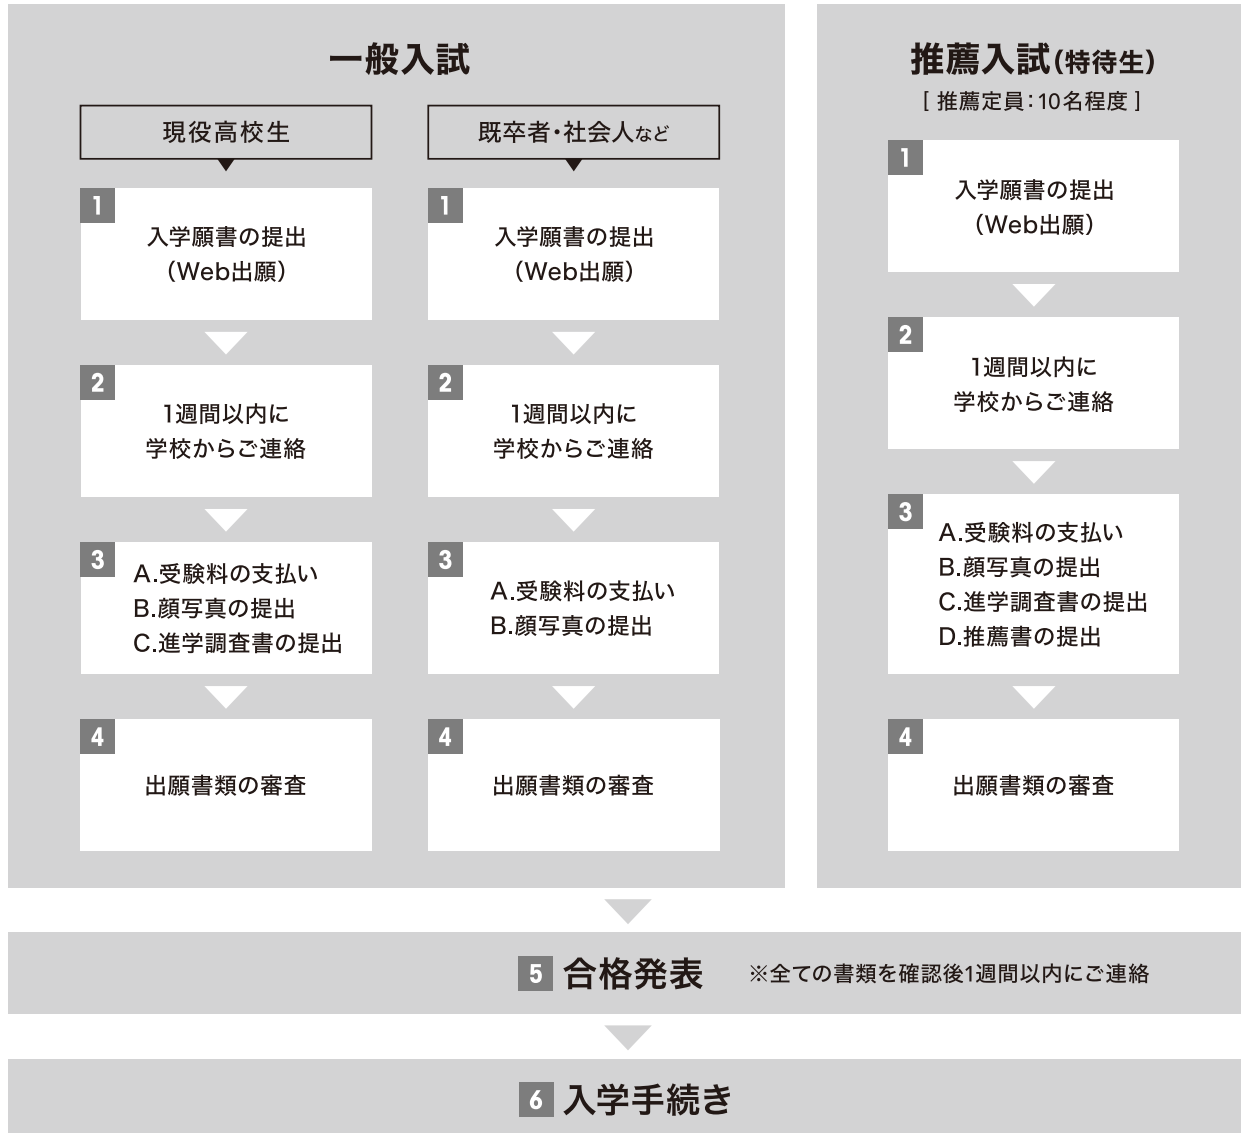 一般入試
現役高校生
1
入学願書の提出
（Web出願）
2
1週間以内に
学校からご連絡
3
A.受験料の支払い
B.顔写真の提出
C.進学調査書の提出
4
出願書類の審査
既卒者・社会人など
1
入学願書の提出
（Web出願）
2
1週間以内に
学校からご連絡
3
A.受験料の支払い
B.顔写真の提出
4
出願書類の審査
推薦入試（特待生）
［ 推薦定員：10名程度 ］
1
入学願書の提出
（Web出願）
2
1週間以内に
学校からご連絡
3
A.受験料の支払い
B.顔写真の提出
C.進学調査書の提出
D.推薦書の提出
4
出願書類の審査
5 合格発表 ※全ての書類を確認後1週間以内にご連絡
6 入学手続き